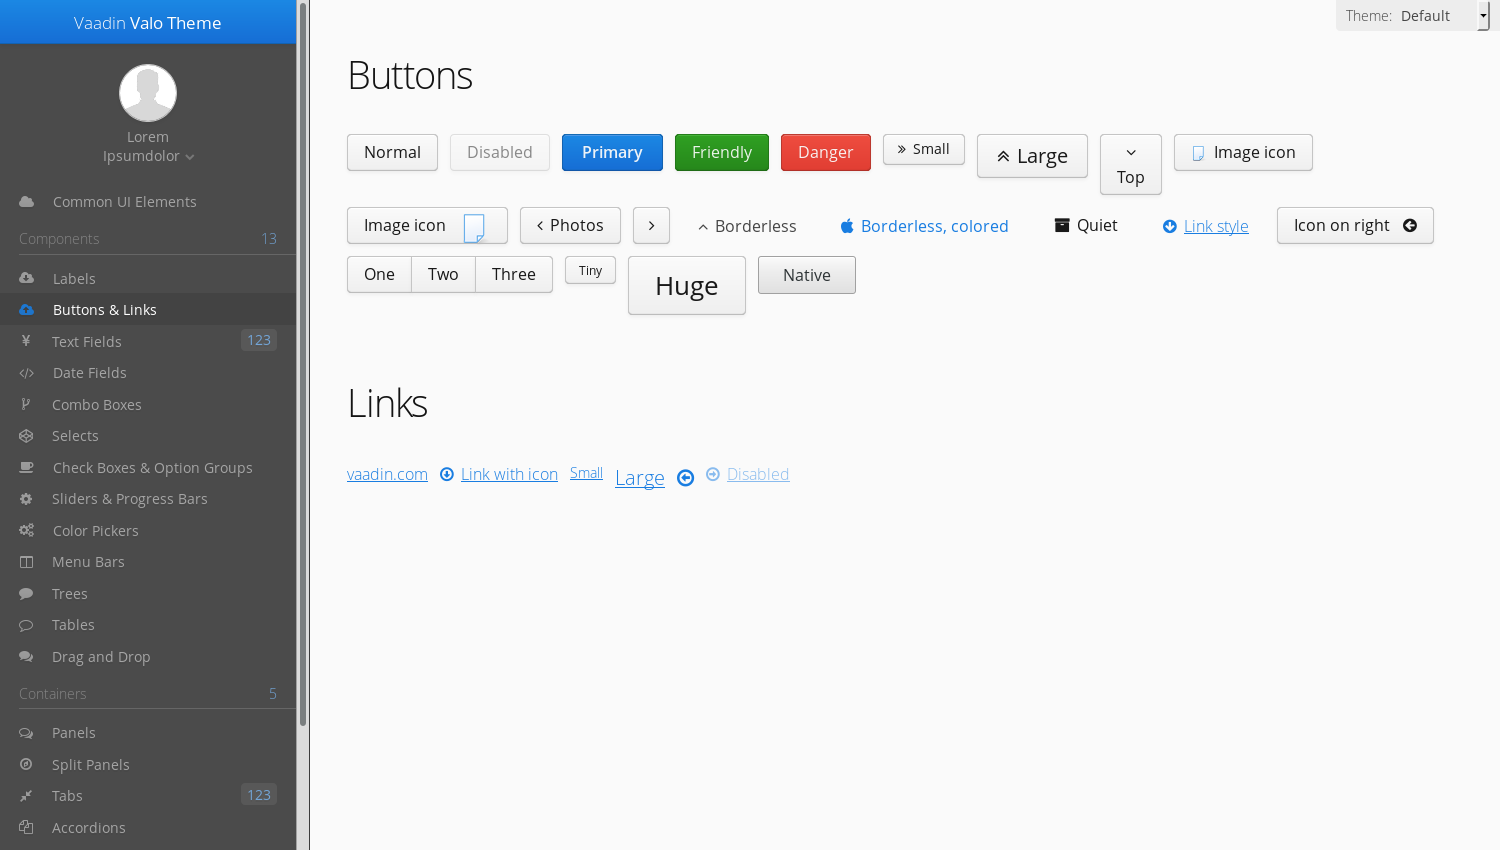 Vaadin Valo Theme
Lorem
Ipsumdolor
Common UI Elements
Components 13
Labels
Buttons & Links
Text Fields 123
Date Fields
Combo Boxes
Selects
Check Boxes & Option Groups
Sliders & Progress Bars
Color Pickers
Menu Bars
Trees
Tables
Drag and Drop
Containers 5
Panels
Split Panels
Tabs 123
Accordions
Theme: Default
Buttons
Normal Disabled Primary Friendly Danger Small Large Top Image icon
Image icon Photos Borderless Borderless, colored Quiet Link style Icon on right
One Two Three Tiny Huge Native
Links
vaadin.com Link with icon Small Large Disabled